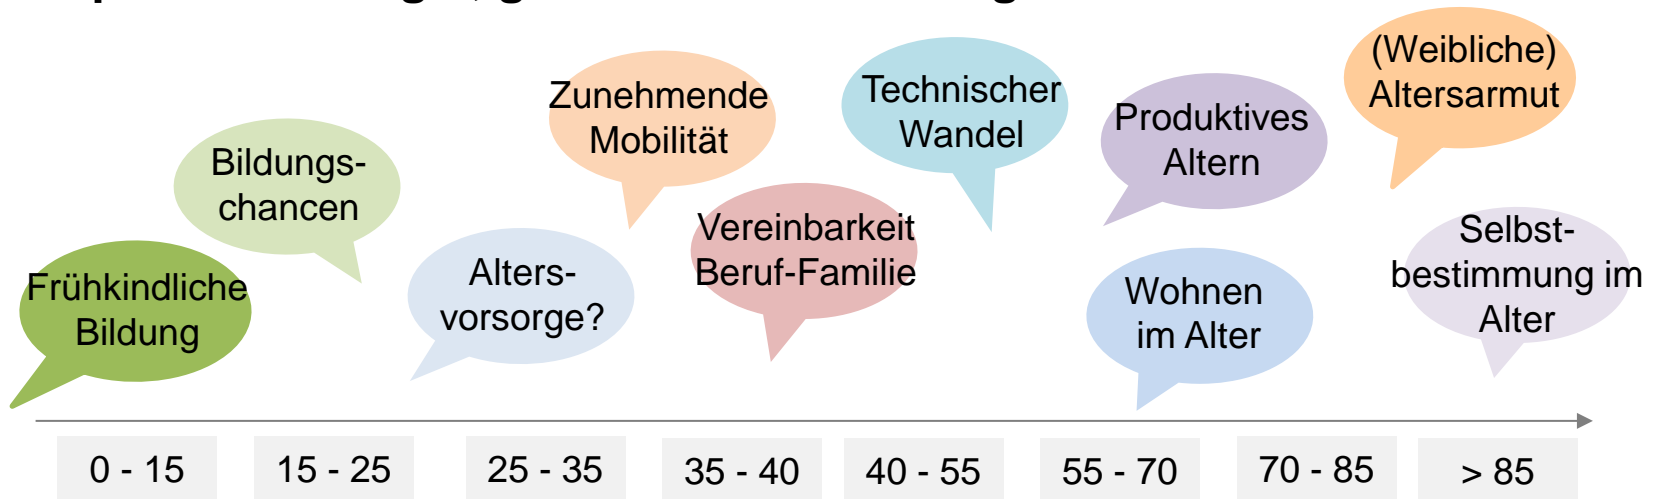 Frühkindliche
Bildung
Bildungs-
chancen
Alters-
vorsorge?
Zunehmende
Mobilität
Vereinbarkeit
Beruf-Familie
Technischer
Wandel
Produktives
Altern
Wohnen
im Alter
(Weibliche)
Altersarmut
Selbst-
bestimmung im
Alter
0 - 15
15 - 25
25 - 35
35 - 40
40 - 55
55 - 70
70 - 85
> 85